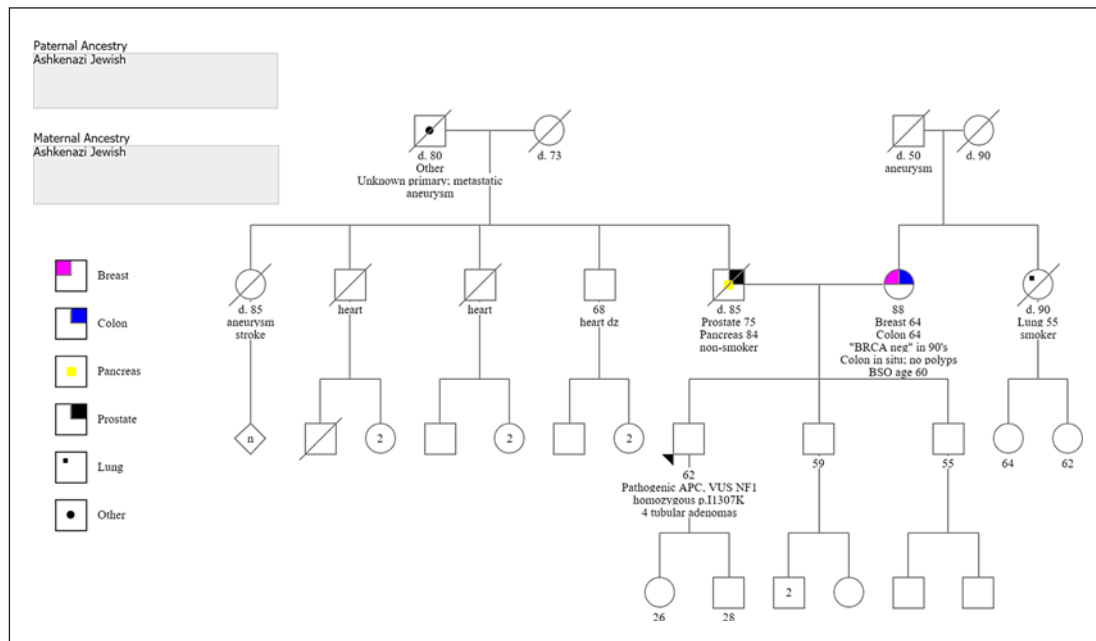 Paternal Ancestry
Ashkenazi Jewish
Maternal Ancestry
Ashkenazi Jewish
d. 80
Other
Unknown primary; metastatic
aneurysm
d. 73
d. 50
aneurysm
d. 90
Breast
Colon
Pancreas
Prostate
Lung
Other
d. 85
aneurysm
stroke
heart
heart
68
heart dz
d. 85
Prostate 75
Pancreas 84
non-smoker
88
Breast 64
Colon 64
"BRCA neg" in 90's
Colon in situ; no polyps
BSO age 60
d. 90
Lung 55
smoker
n
2
2
2
62
Pathogenic APC, VUS NF1
homozygous p.I1307K
4 tubular adenomas
59
55
64
62
26
28
2